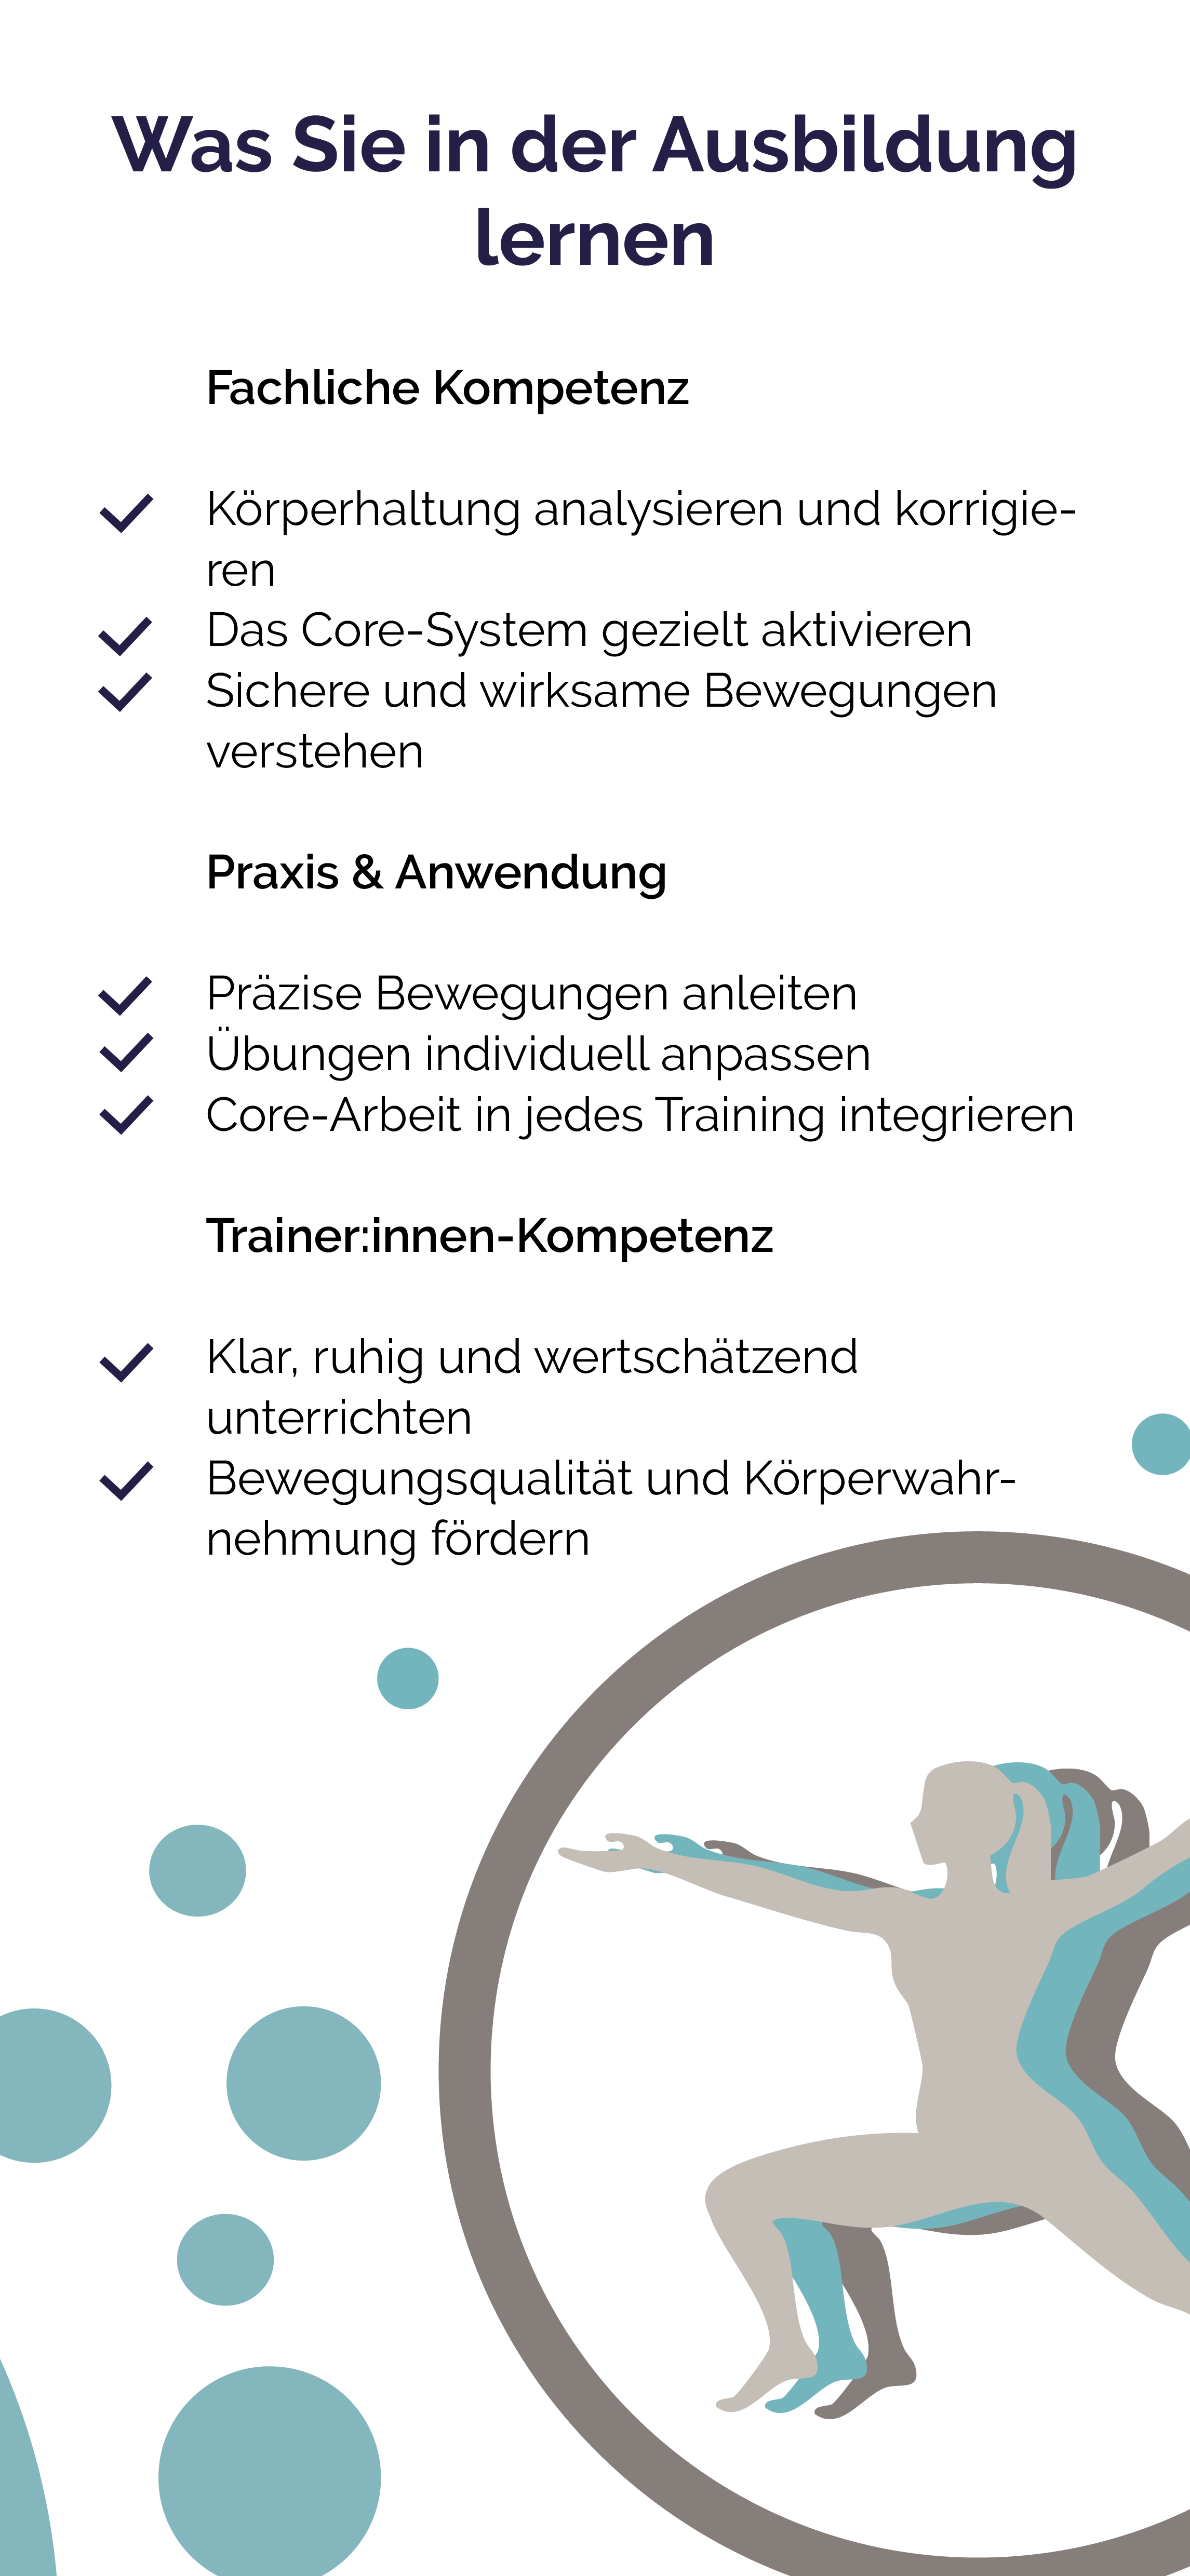 Was Sie in der Ausbildung
lernen
Fachliche Kompetenz
Körperhaltung analysieren und korrigie-
ren
Das Core-System gezielt aktivieren
Sichere und wirksame Bewegungen
verstehen
Praxis & Anwendung
Präzise Bewegungen anleiten
Übungen individuell anpassen
Core-Arbeit in jedes Training integrieren
Trainer:innen-Kompetenz
Klar, ruhig und wertschätzend
unterrichten
Bewegungsqualität und Körperwahr-
nehmung fördern